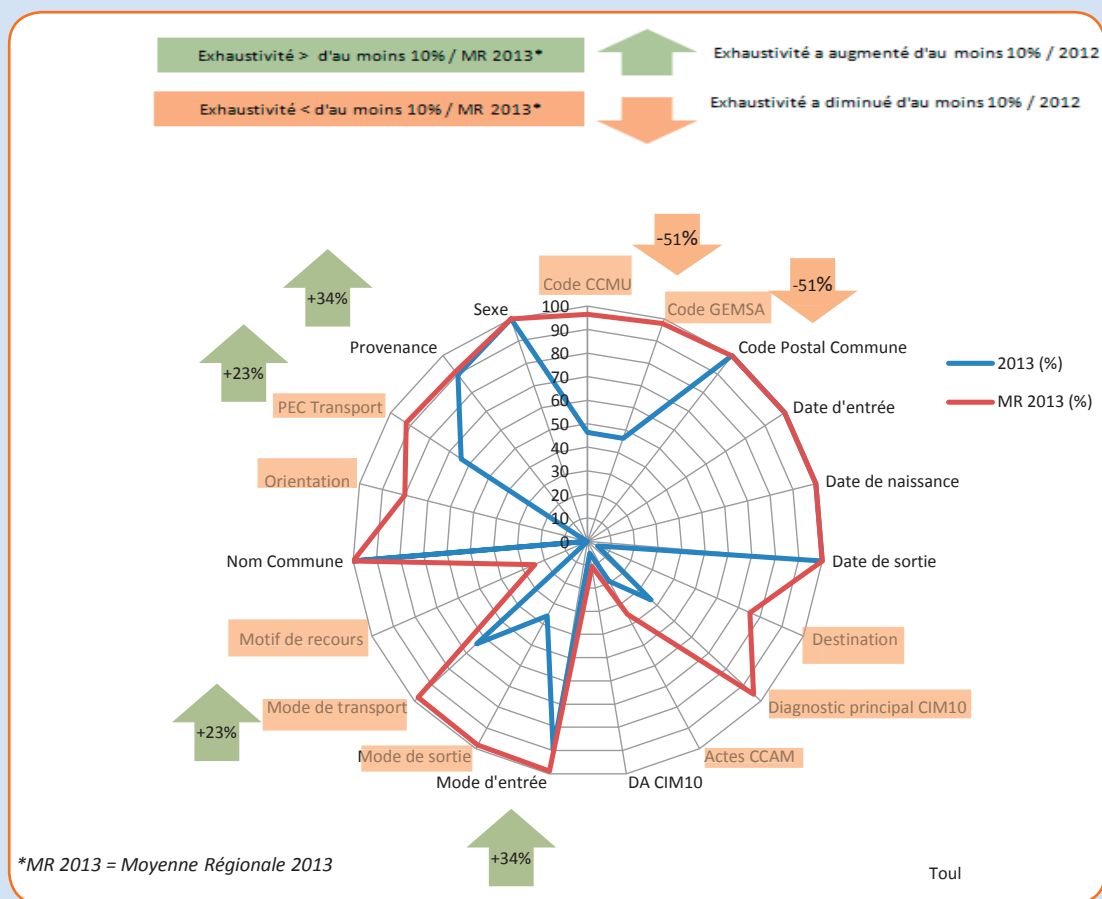 Exhaustivité > d'au moins 10% / MR 2013*
Exhaustivité a augmenté d'au moins 10% / 2012
Exhaustivité < d'au moins 10% / MR 2013*
Exhaustivité a diminué d'au moins 10% / 2012
-51%
-51%
+34%
+23%
Code CCMU
Code GEMSA
Code Postal Commune
Date d'entrée
Date de naissance
Date de sortie
Destination
Diagnostic principal CIM10
Actes CCAM
DA CIM10
Mode d'entrée
Mode de sortie
Mode de transport
Motif de recours
Nom Commune
Orientation
PEC Transport
Provenance
Sexe
100
90
80
70
60
50
40
30
20
10
0
2013 (%)
MR 2013 (%)
+23%
+34%
*MR 2013 = Moyenne Régionale 2013
Toul